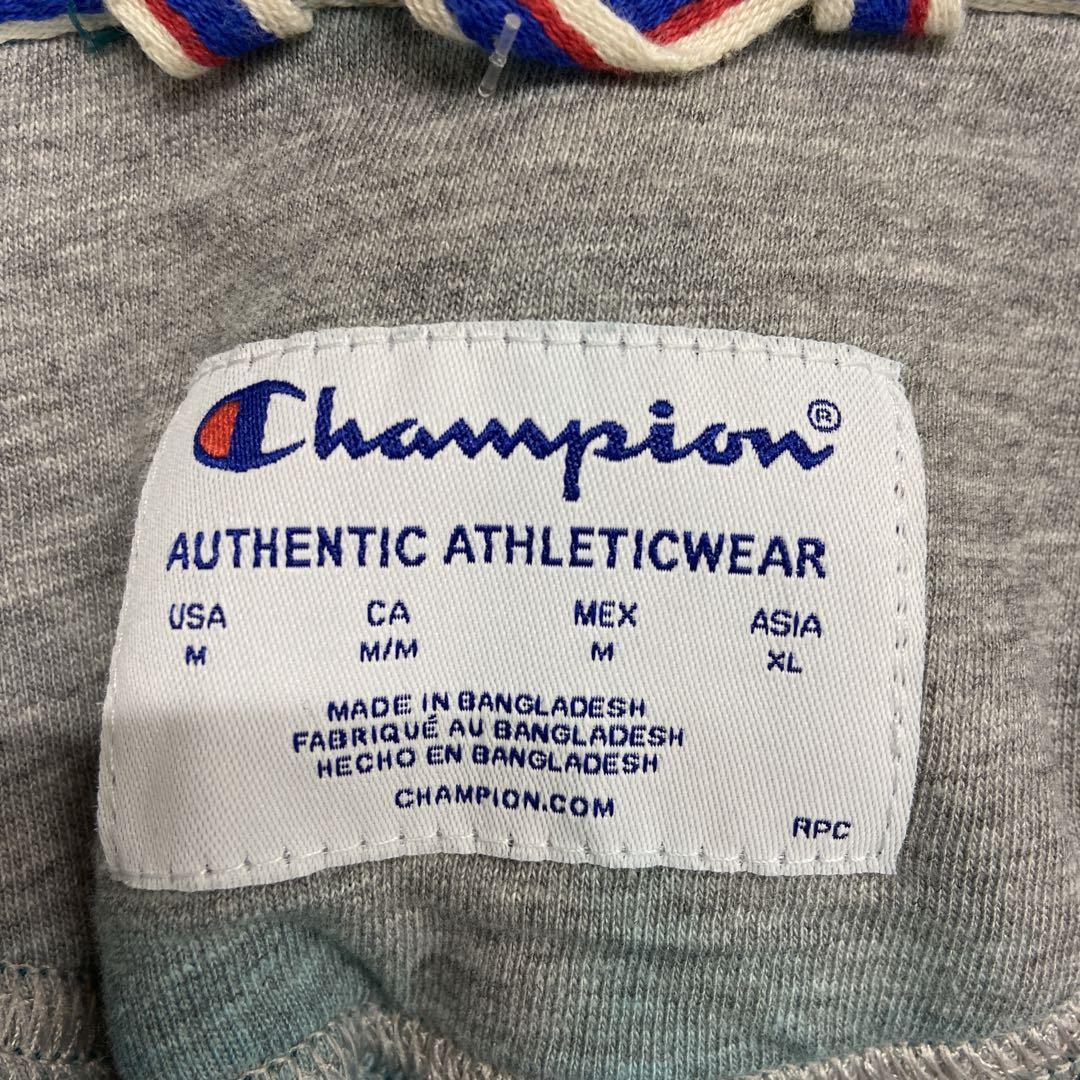 Champion®
AUTHENTIC ATHLETICWEAR
USA CA MEX ASIA
M M/M M XL
MADE IN BANGLADESH
FABRIQUÉ AU BANGLADESH
HECHO EN BANGLADESH
CHAMPION.COM
RPC